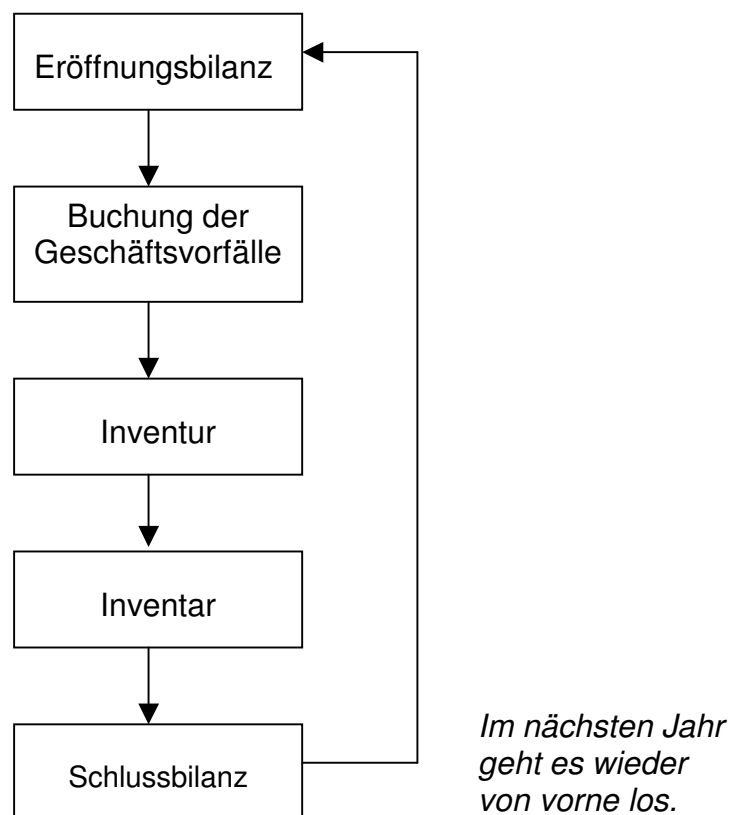 Eröffnungsbilanz
Buchung der
Geschäftsvorfälle
Inventur
Inventar
Schlussbilanz
Im nächsten Jahr
geht es wieder
von vorne los.